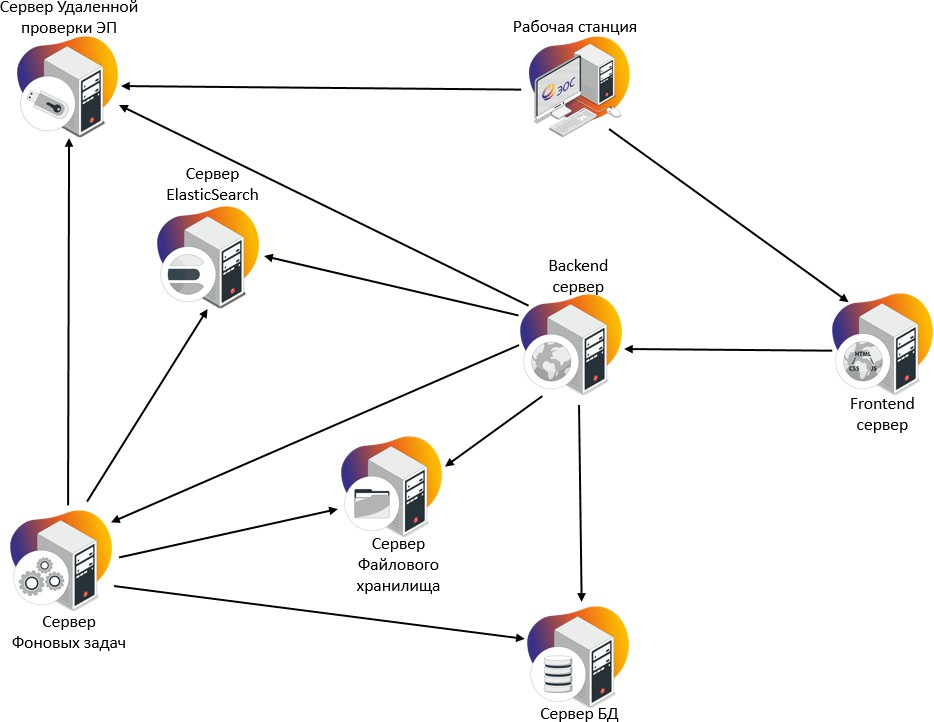 Сервер Удаленной
проверки ЭП
Рабочая станция
ЭОС
Сервер
ElasticSearch
Backend
сервер
HTML
CSS
JS
Frontend
сервер
Сервер
Файлового
хранилища
Сервер
Фоновых задач
Сервер БД